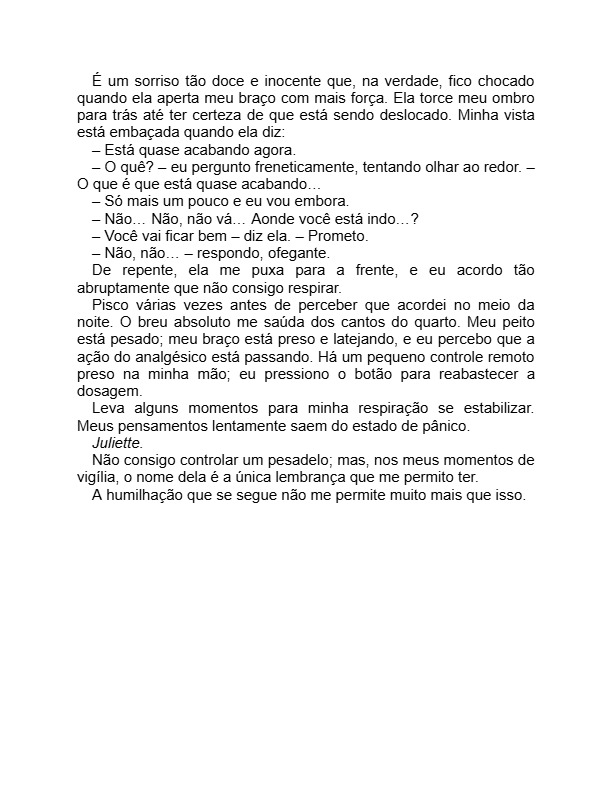 É um sorriso tão doce e inocente que, na verdade, fico chocado
quando ela aperta meu braço com mais força. Ela torce meu ombro
para trás até ter certeza de que está sendo deslocado. Minha vista
está embaçada quando ela diz:
– Está quase acabando agora.
– O quê? – eu pergunto freneticamente, tentando olhar ao redor. –
O que é que está quase acabando…
– Só mais um pouco e eu vou embora.
– Não… Não, não vá… Aonde você está indo…?
– Você vai ficar bem – diz ela. – Prometo.
– Não, não… – respondo, ofegante.
De repente, ela me puxa para a frente, e eu acordo tão
abruptamente que não consigo respirar.
Pisco várias vezes antes de perceber que acordei no meio da
noite. O breu absoluto me saúda dos cantos do quarto. Meu peito
está pesado; meu braço está preso e latejando, e eu percebo que a
ação do analgésico está passando. Há um pequeno controle remoto
preso na minha mão; eu pressiono o botão para reabastecer a
dosagem.
Leva alguns momentos para minha respiração se estabilizar.
Meus pensamentos lentamente saem do estado de pânico.
Juliette.
Não consigo controlar um pesadelo; mas, nos meus momentos de
vigília, o nome dela é a única lembrança que me permito ter.
A humilhação que se segue não me permite muito mais que isso.